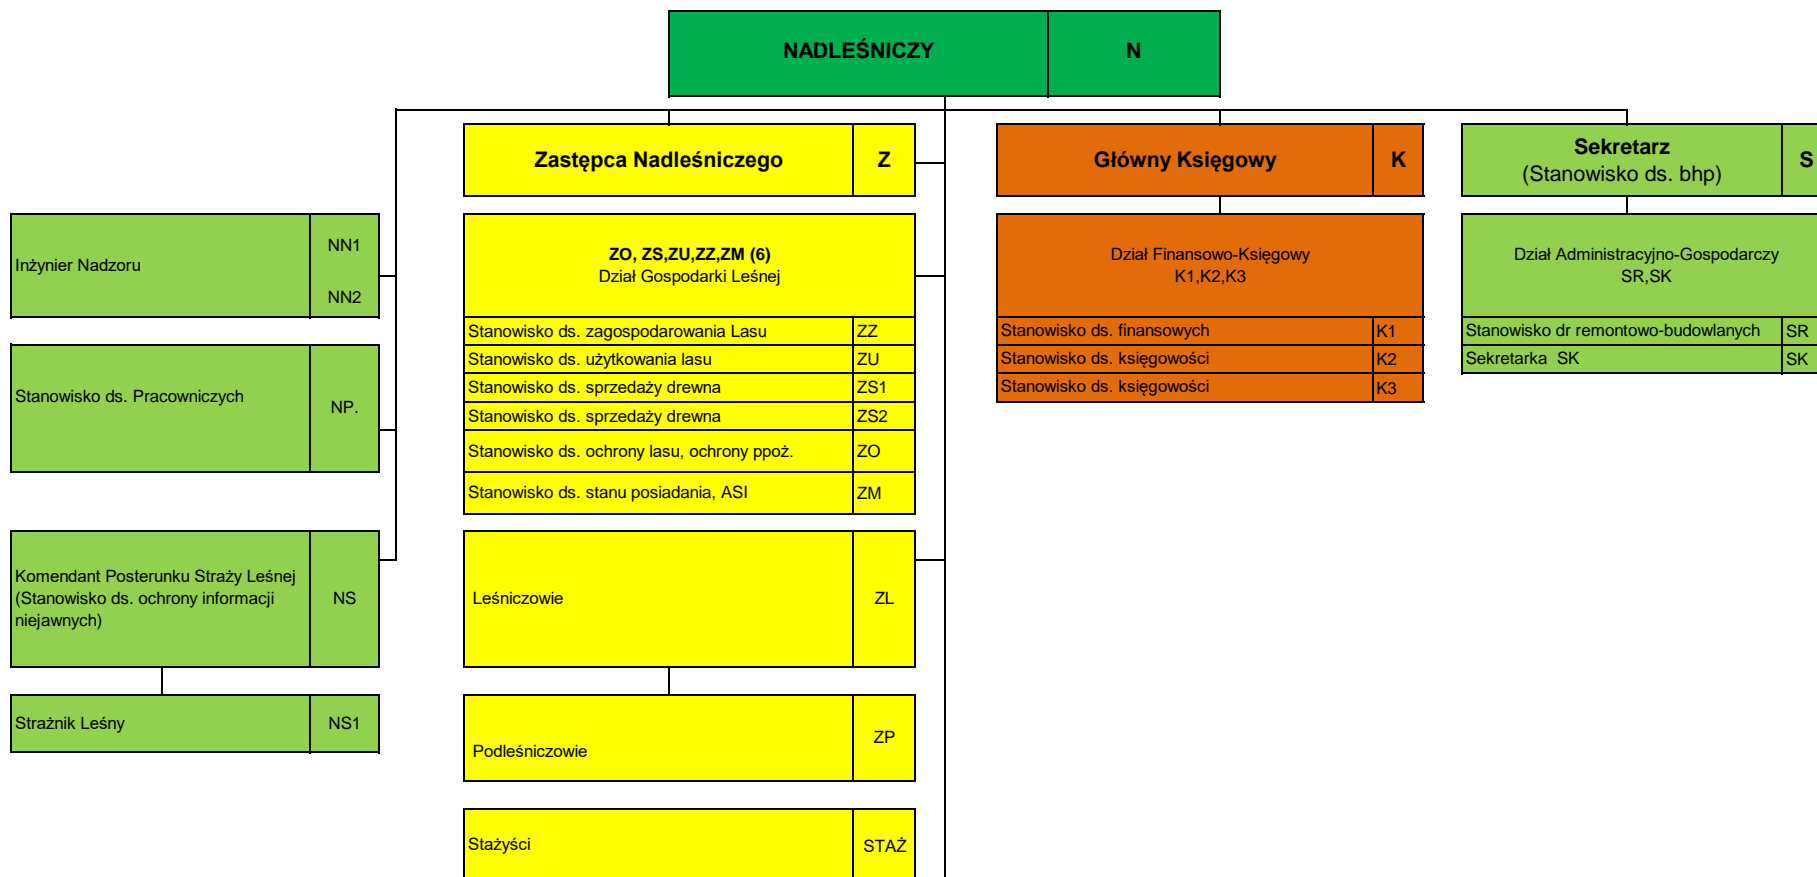 NADLEŚNICZY N
Zastępca Nadleśniczego Z
Główny Księgowy K
Sekretarz
(Stanowisko ds. bhp) S
Inżynier Nadzoru
NN1
NN2
Stanowisko ds. Pracowniczych NP.
Komendant Posterunku Straży Leśnej
(Stanowisko ds. ochrony informacji NS
niejawnych)
Strażnik Leśny NS1
ZO, ZS,ZU,ZZ,ZM (6)
Dział Gospodarki Leśnej
Stanowisko ds. zagospodarowania Lasu ZZ
Stanowisko ds. użytkowania lasu ZU
Stanowisko ds. sprzedaży drewna ZS1
Stanowisko ds. sprzedaży drewna ZS2
Stanowisko ds. ochrony lasu, ochrony ppoż. ZO
Stanowisko ds. stanu posiadania, ASI ZM
Leśniczowie ZL
Podleśniczowie ZP
Stażyści STAŻ
Dział Finansowo-Księgowy
K1,K2,K3
Stanowisko ds. finansowych K1
Stanowisko ds. księgowości K2
Stanowisko ds. księgowości K3
Dział Administracyjno-Gospodarczy
SR,SK
Stanowisko dr remontowo-budowlanych SR
Sekretarka SK SK